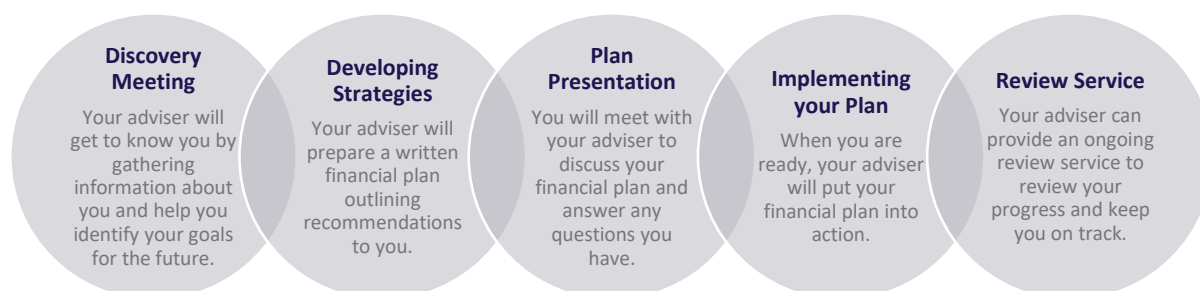 Discovery
Meeting
Your adviser will
get to know you by
gathering
information about
you and help you
identify your goals
for the future.
Developing
Strategies
Your adviser will
prepare a written
financial plan
outlining
recommendations
to you.
Plan
Presentation
You will meet with
your adviser to
discuss your
financial plan and
answer any
questions you
have.
Implementing
your Plan
When you are
ready, your adviser
will put your
financial plan into
action.
Review Service
Your adviser can
provide an ongoing
review service to
review your
progress and keep
you on track.